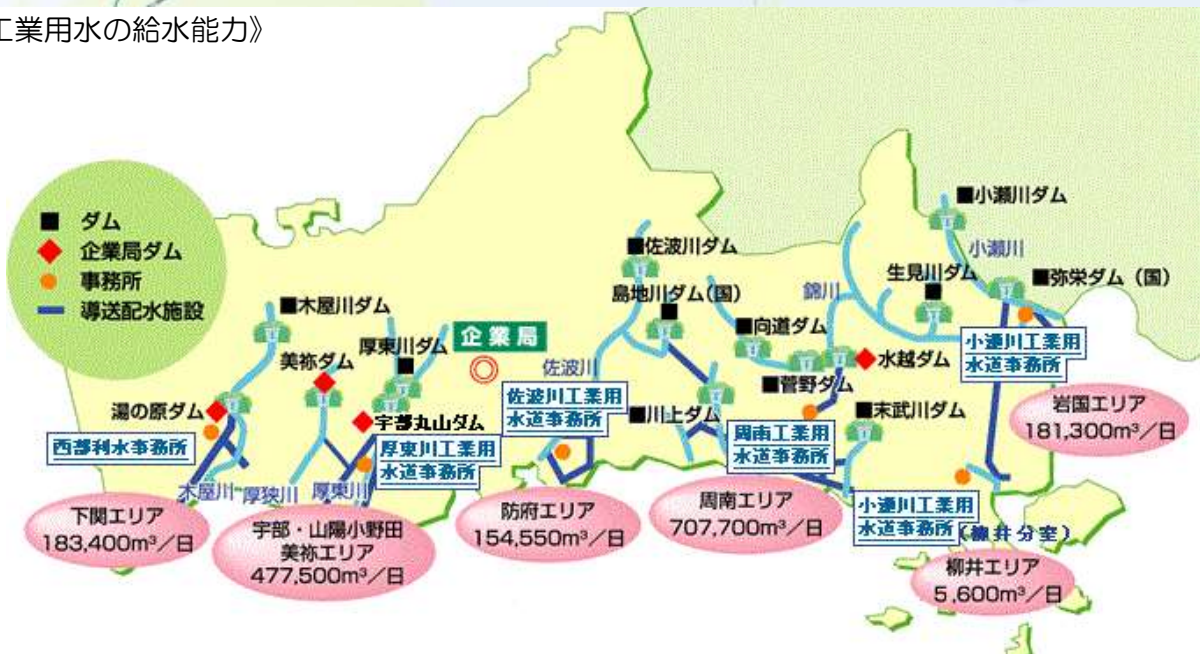 工業用水の給水能力》
■ ダム
◆ 企業局ダム
● 事務所
━ 導送配水施設
■小瀬川ダム
小瀬川
■佐波川ダム
生見川ダム
■弥栄ダム（国）
島地川ダム(国)
錦川
■木屋川ダム
企業局
■向道ダム
厚東川ダム
美祢ダム
水越ダム
小瀬川工業用
水道事務所
佐波川
■菅野ダム
佐波川工業用
水道事務所
湯の原ダム
宇部丸山ダム
■川上ダム
■末武川ダム
岩国エリア
181,300m³／日
西部利水事務所
厚東川工業用
水道事務所
周南工業用
水道事務所
木屋川
厚狭川
厚東川
下関エリア
183,400m³／日
宇部・山陽小野田
美祢エリア
477,500m³／日
防府エリア
154,550m³／日
周南エリア
707,700m³／日
小瀬川工業用
水道事務所
(柳井分室)
柳井エリア
5,600m³／日